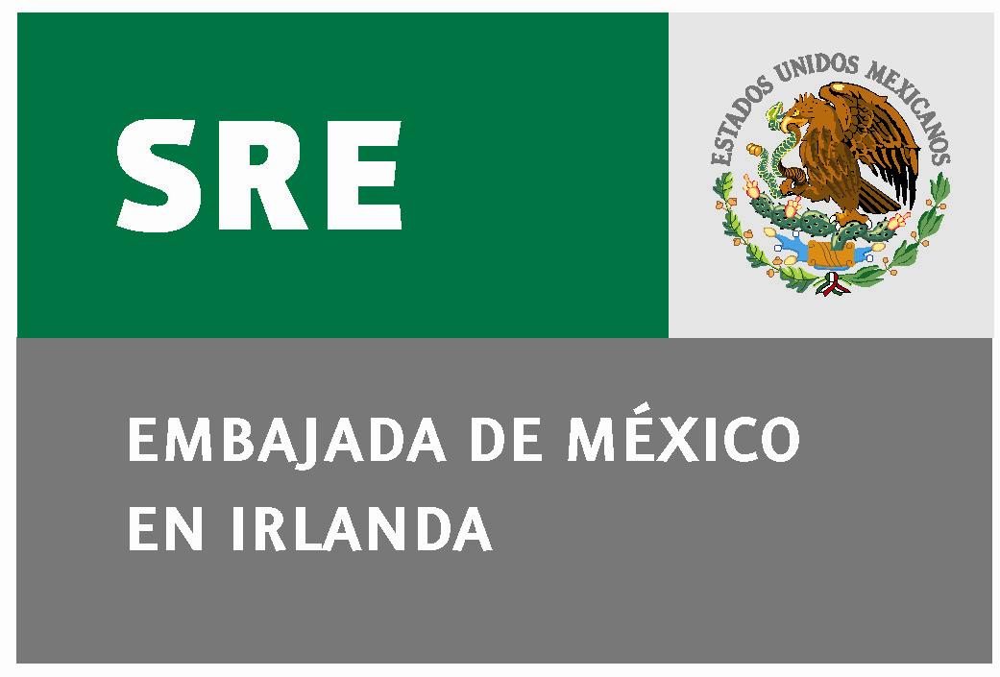 SRE
ESTADOS UNIDOS MEXICANOS
EMBAJADA DE MÉXICO
EN IRLANDA